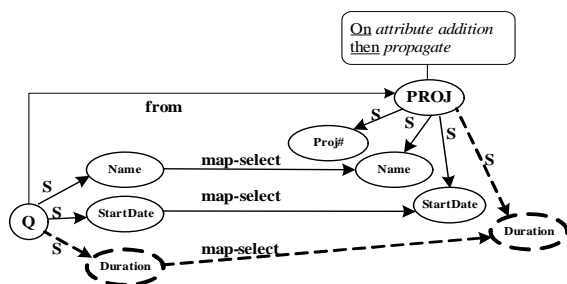 On attribute addition
then propagate
PROJ
from
S
S
Proj#
S
S
Name
map-select
Name
S
StartDate
map-select
StartDate
Q
S
S
Duration
map-select
Duration